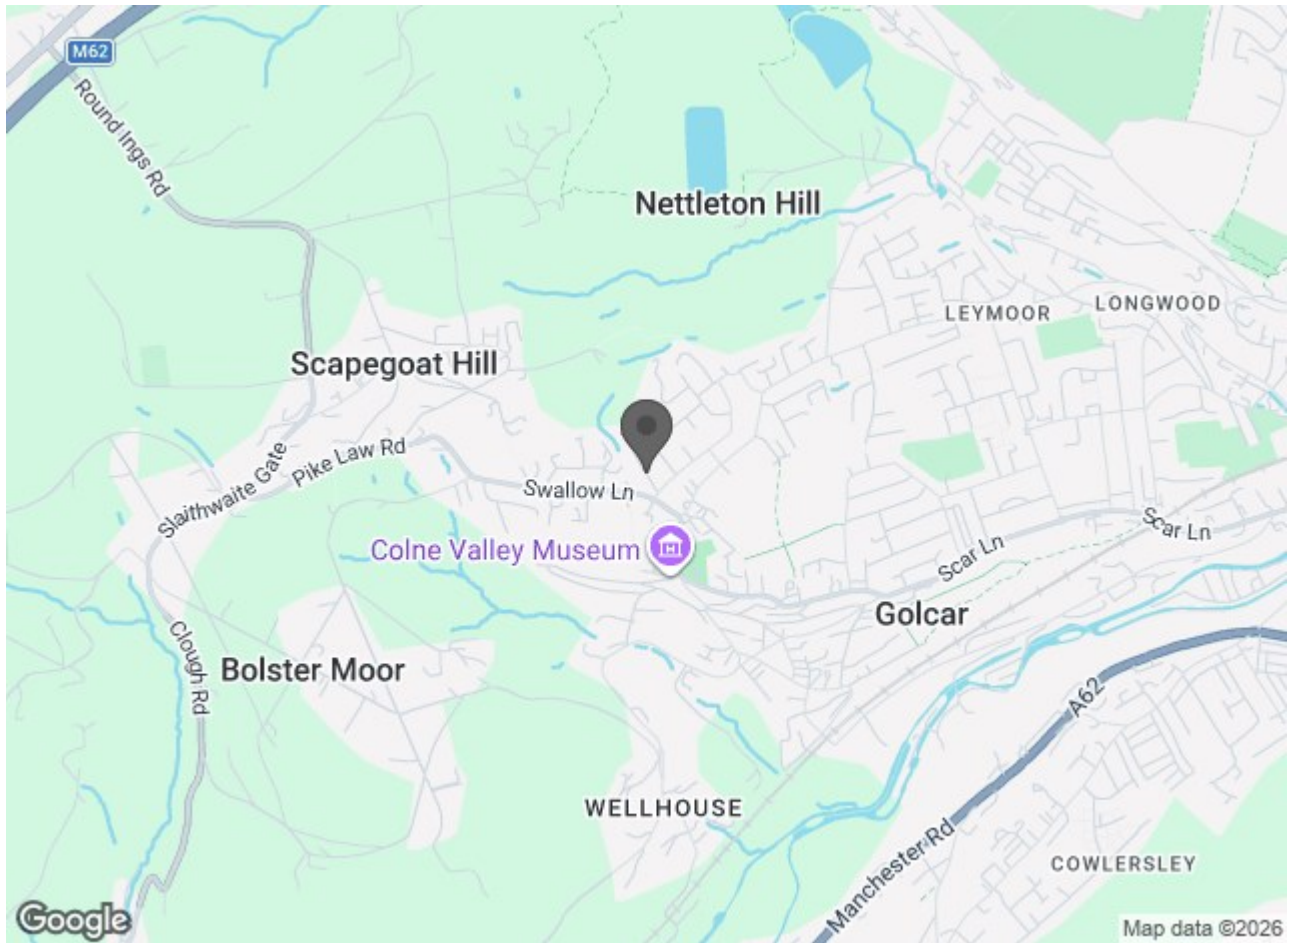 M62
Round Ings Rd
Nettleton Hill
LEYMOOR
LONGWOOD
Scapegoat Hill
Pike Law Rd
Slaithwaite Gate
Swallow Ln
Scar Ln
Colne Valley Museum
Scar Ln
Golcar
Clough Rd
Bolster Moor
A62
WELLHOUSE
Manchester Rd
COWLERSLEY
Google
Map data ©2026